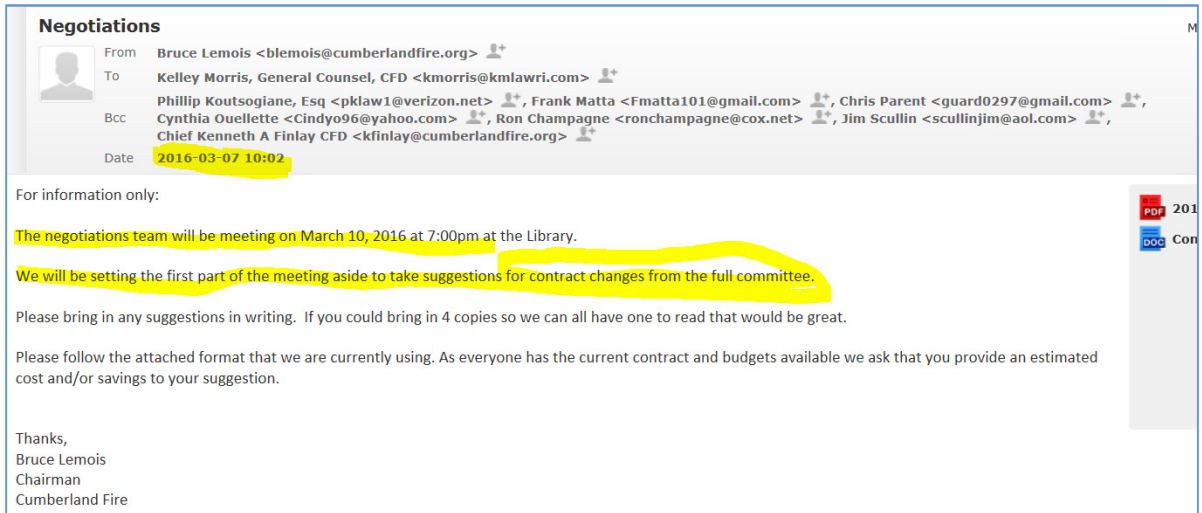 Negotiations
M
From Bruce Lemois <blemois@cumberlandfire.org>
To Kelley Morris, General Counsel, CFD <kmorris@kmlawri.com>
Phillip Koutsogiane, Esq <pklaw1@verizon.net> , Frank Matta <Fmatta101@gmail.com> , Chris Parent <guard0297@gmail.com> ,
Bcc Cynthia Ouellette <Cindyo96@yahoo.com> , Ron Champagne <ronchampagne@cox.net> , Jim Scullin <scullinjim@aol.com> ,
Chief Kenneth A Finlay CFD <kfinlay@cumberlandfire.org>
Date 2016-03-07 10:02
For information only:
PDF 201
The negotiations team will be meeting on March 10, 2016 at 7:00pm at the Library.
DOC Con
We will be setting the first part of the meeting aside to take suggestions for contract changes from the full committee.
Please bring in any suggestions in writing. If you could bring in 4 copies so we can all have one to read that would be great.
Please follow the attached format that we are currently using. As everyone has the current contract and budgets available we ask that you provide an estimated
cost and/or savings to your suggestion.
Thanks,
Bruce Lemois
Chairman
Cumberland Fire